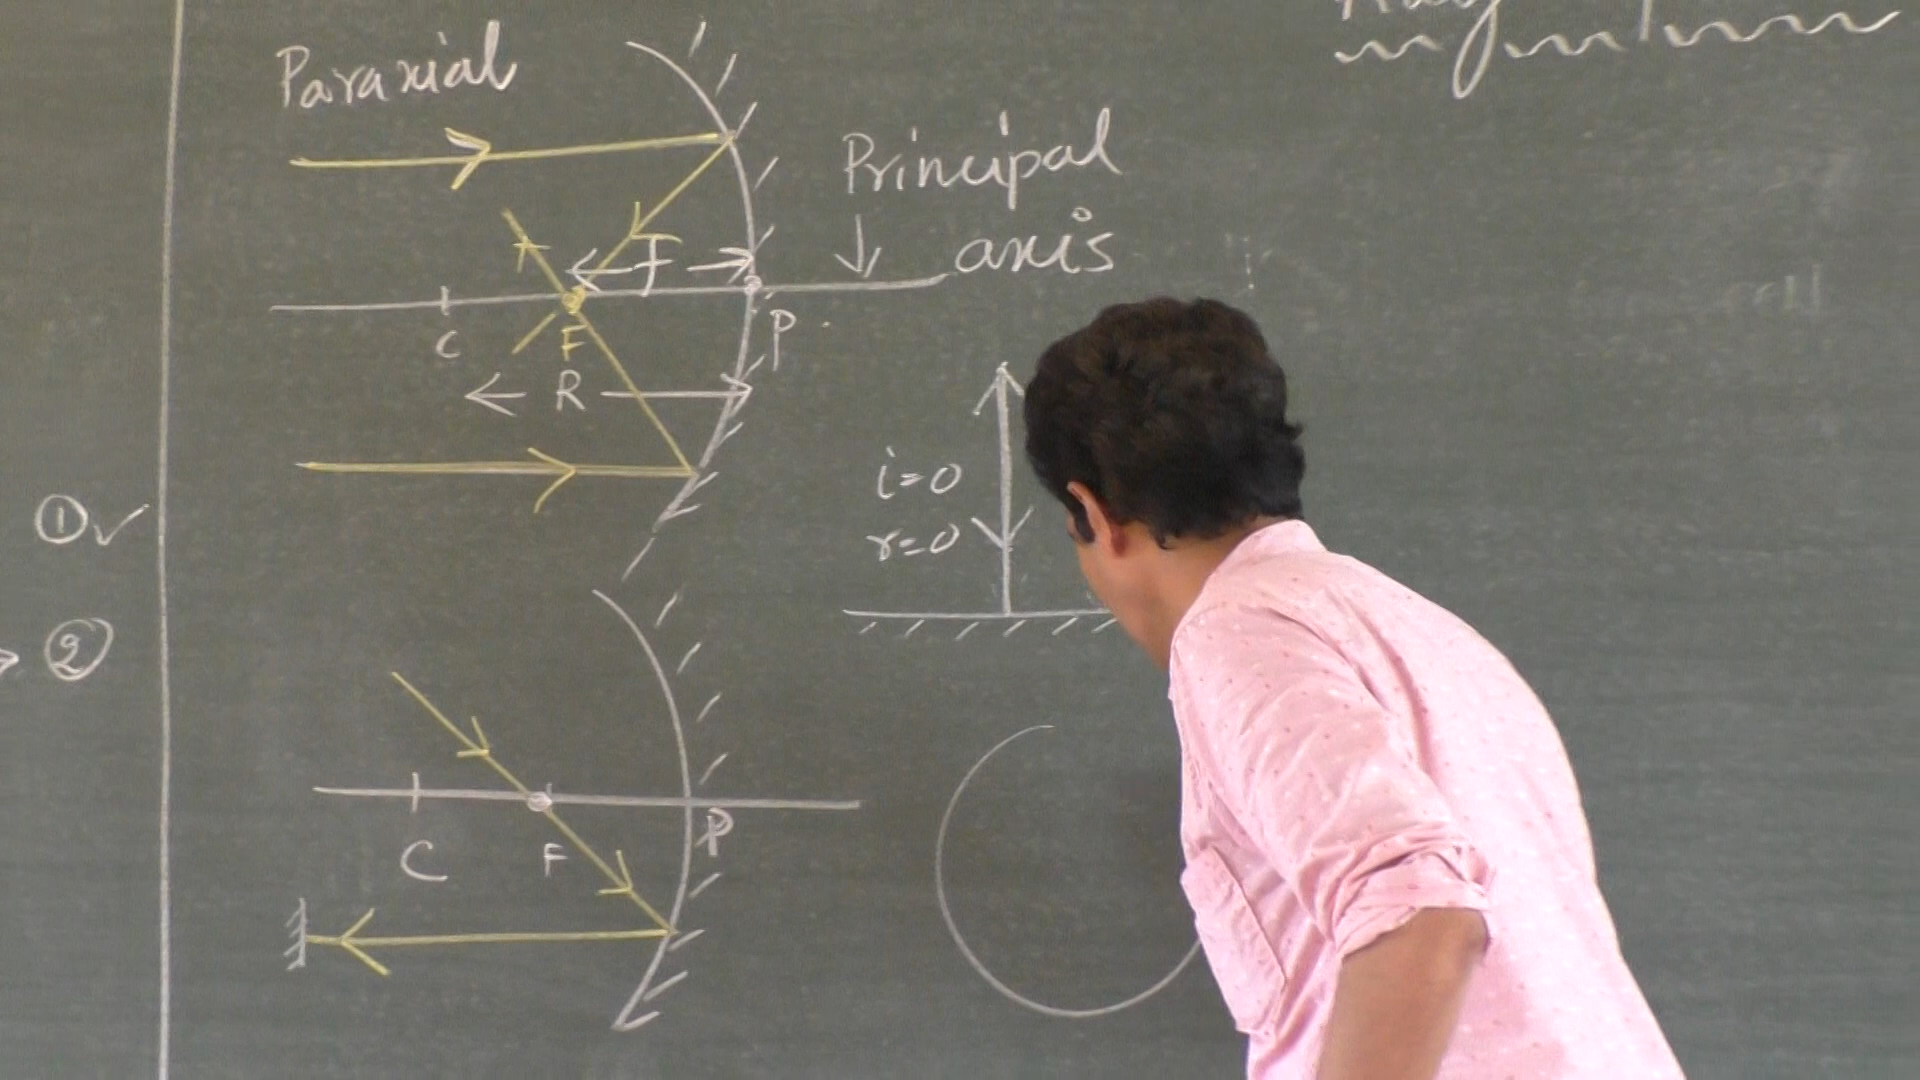 Paraxial
Principal
axis
f
C
F
P
R
i=0
r=0
①✓
→ ②
C
F
P